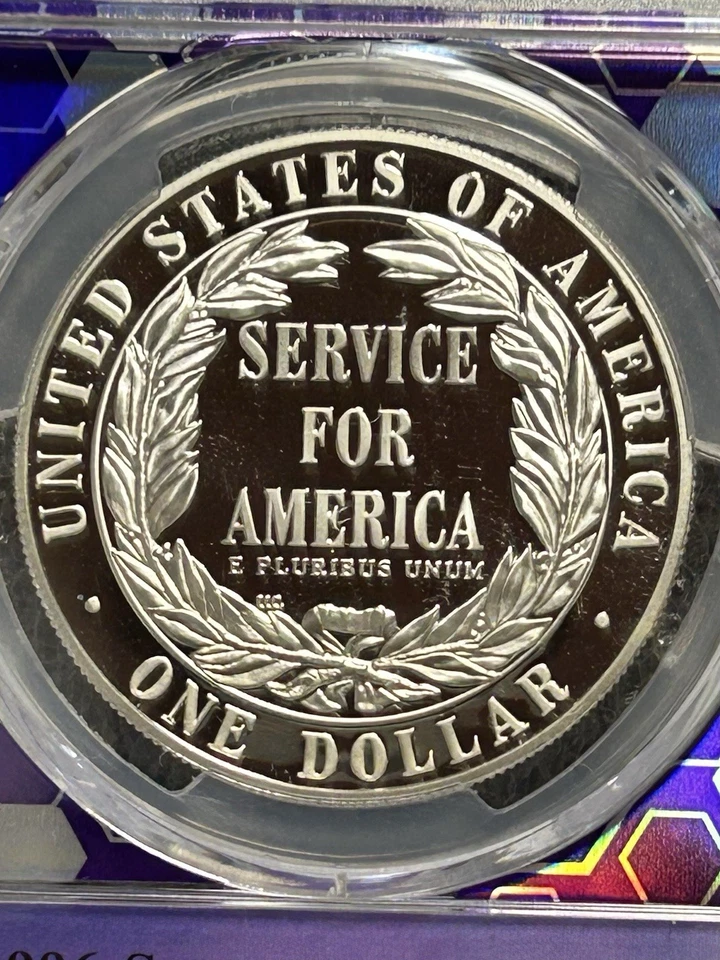 UNITED STATES OF AMERICA
SERVICE
FOR
AMERICA
E PLURIBUS UNUM
ONE DOLLAR